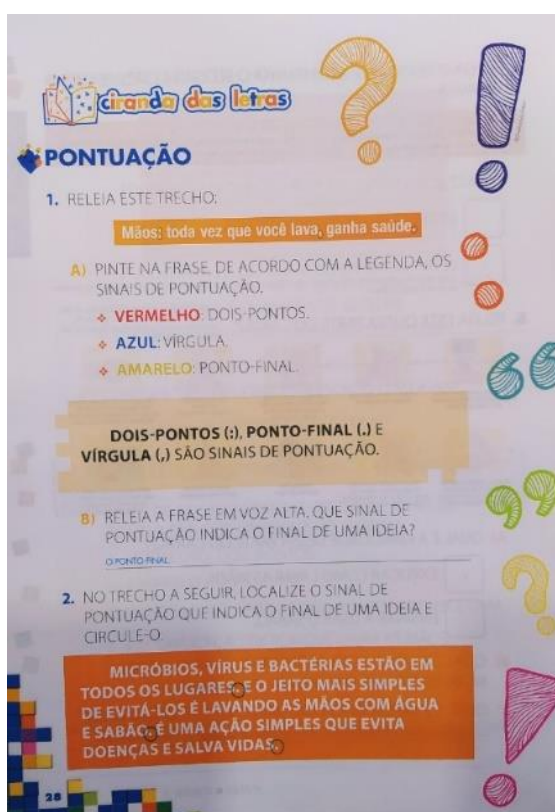 ciranda das letras
PONTUAÇÃO
1. RELEIA ESTE TRECHO:
Mãos: toda vez que você lava, ganha saúde.
A) PINTE NA FRASE, DE ACORDO COM A LEGENDA, OS
SINAIS DE PONTUAÇÃO.
❖ VERMELHO: DOIS-PONTOS.
❖ AZUL: VÍRGULA.
❖ AMARELO: PONTO-FINAL.
DOIS-PONTOS (:), PONTO-FINAL (.) E
VÍRGULA (,) SÃO SINAIS DE PONTUAÇÃO.
B) RELEIA A FRASE EM VOZ ALTA. QUE SINAL DE
PONTUAÇÃO INDICA O FINAL DE UMA IDEIA?
O PONTO-FINAL.
2. NO TRECHO A SEGUIR, LOCALIZE O SINAL DE
PONTUAÇÃO QUE INDICA O FINAL DE UMA IDEIA E
CIRCULE-O.
MICRÓBIOS, VÍRUS E BACTÉRIAS ESTÃO EM
TODOS OS LUGARES. E O JEITO MAIS SIMPLES
DE EVITÁ-LOS É LAVANDO AS MÃOS COM ÁGUA
E SABÃO. É UMA AÇÃO SIMPLES QUE EVITA
DOENÇAS E SALVA VIDAS.
28